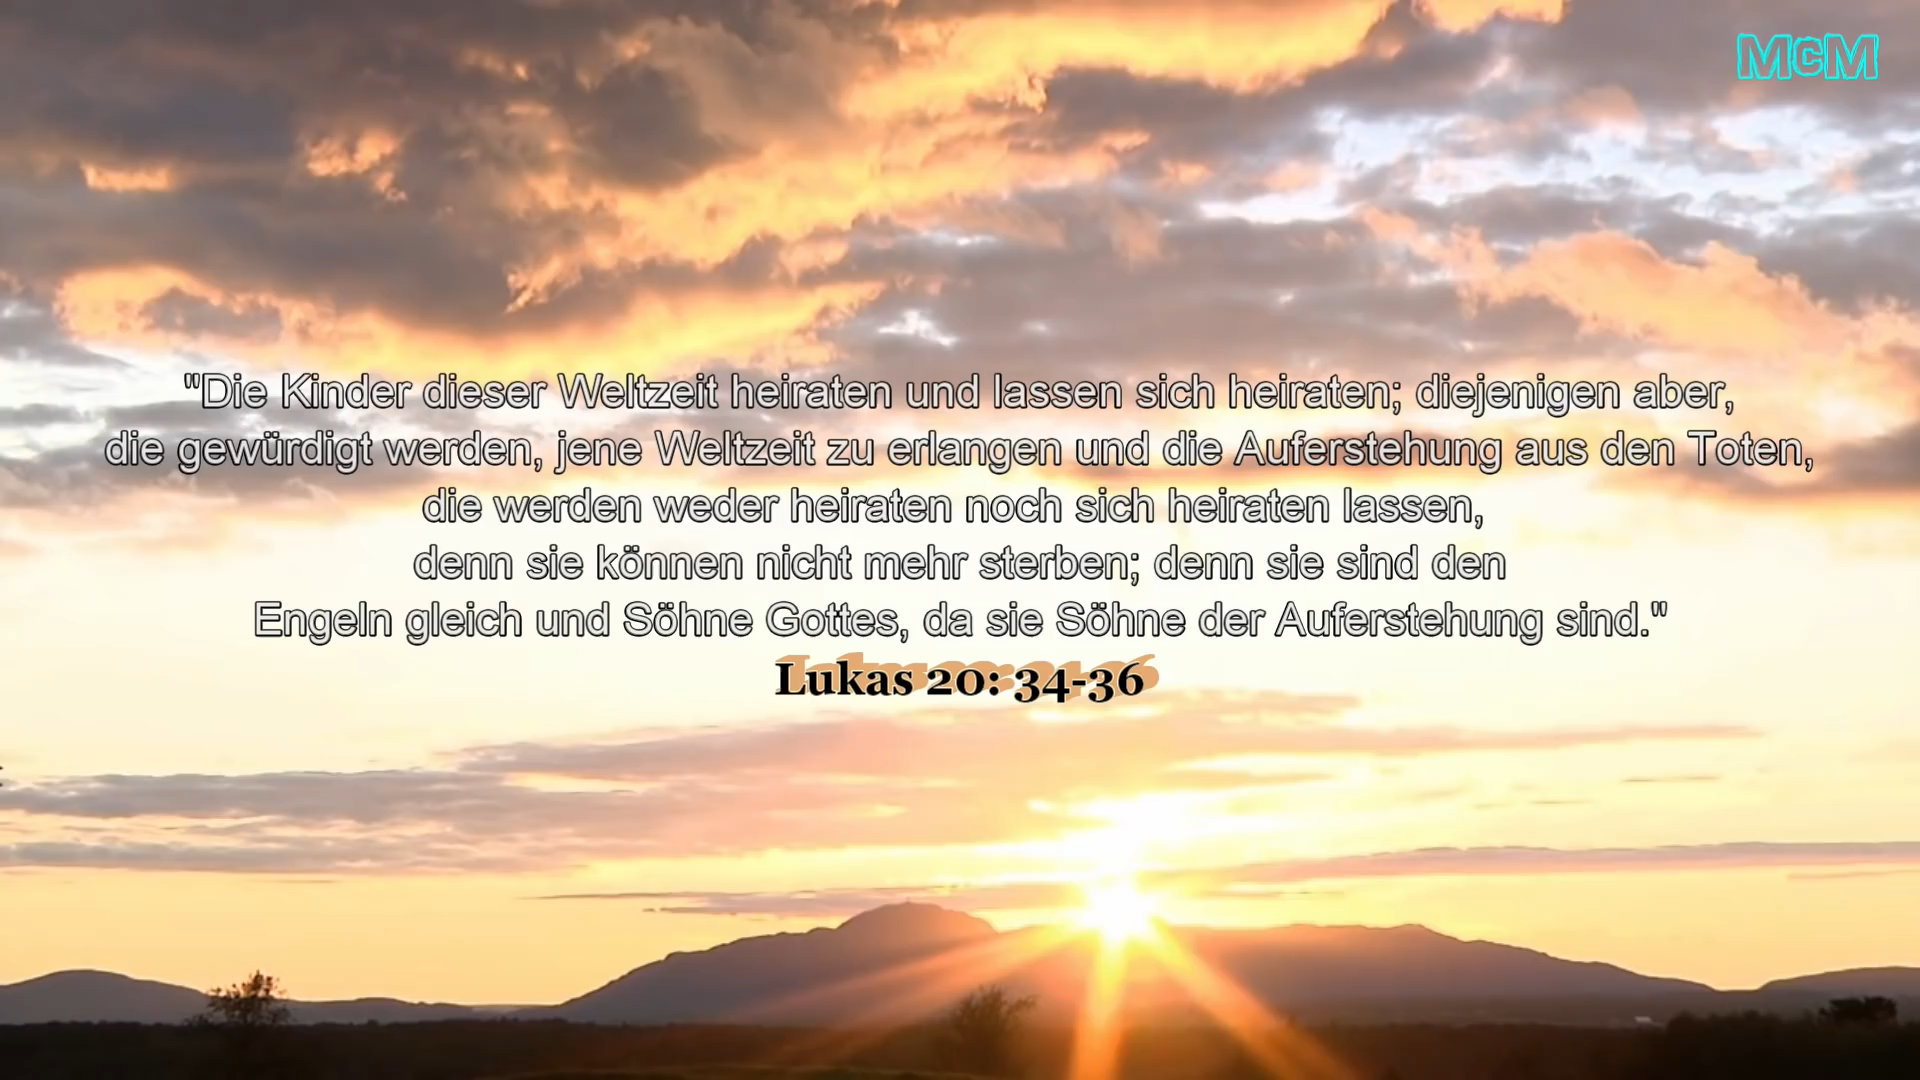 McM
"Die Kinder dieser Weltzeit heiraten und lassen sich heiraten; diejenigen aber,
die gewürdigt werden, jene Weltzeit zu erlangen und die Auferstehung aus den Toten,
die werden weder heiraten noch sich heiraten lassen,
denn sie können nicht mehr sterben; denn sie sind den
Engeln gleich und Söhne Gottes, da sie Söhne der Auferstehung sind."
Lukas 20: 34-36